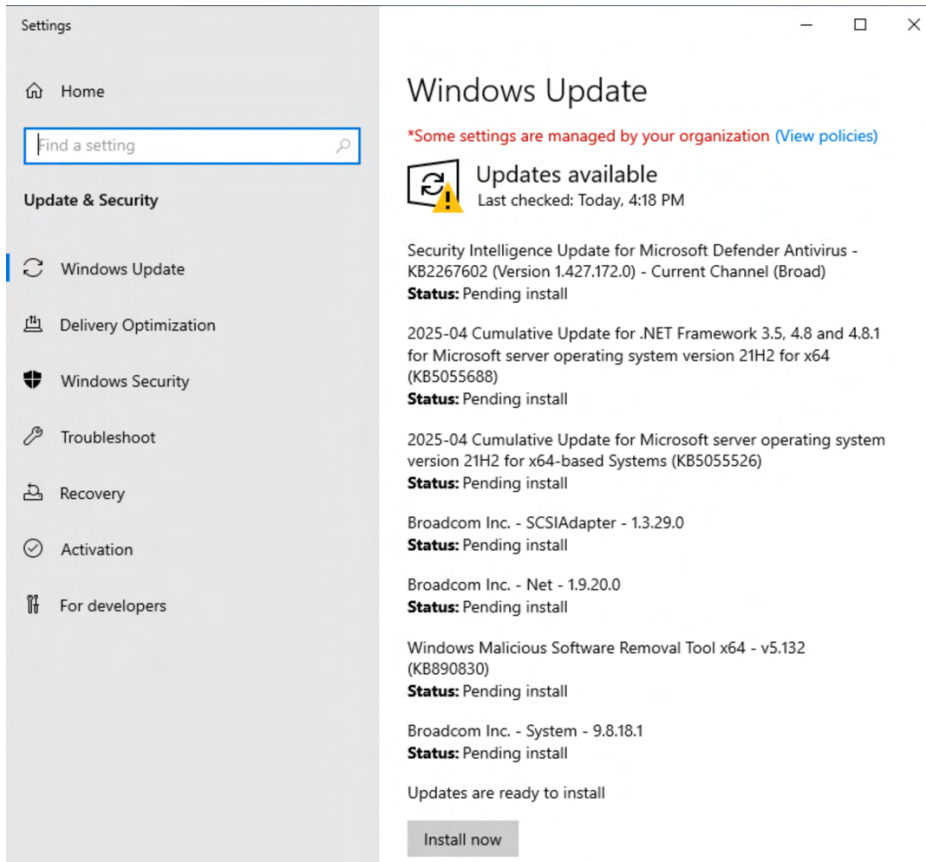 Settings
Home
Find a setting
Update & Security
Windows Update
Delivery Optimization
Windows Security
Troubleshoot
Recovery
Activation
For developers
Windows Update
*Some settings are managed by your organization (View policies)
Updates available
Last checked: Today, 4:18 PM
Security Intelligence Update for Microsoft Defender Antivirus -
KB2267602 (Version 1.427.172.0) - Current Channel (Broad)
Status: Pending install
2025-04 Cumulative Update for .NET Framework 3.5, 4.8 and 4.8.1
for Microsoft server operating system version 21H2 for x64
(KB5055688)
Status: Pending install
2025-04 Cumulative Update for Microsoft server operating system
version 21H2 for x64-based Systems (KB5055526)
Status: Pending install
Broadcom Inc. - SCSIAdapter - 1.3.29.0
Status: Pending install
Broadcom Inc. - Net - 1.9.20.0
Status: Pending install
Windows Malicious Software Removal Tool x64 - v5.132
(KB890830)
Status: Pending install
Broadcom Inc. - System - 9.8.18.1
Status: Pending install
Updates are ready to install
Install now